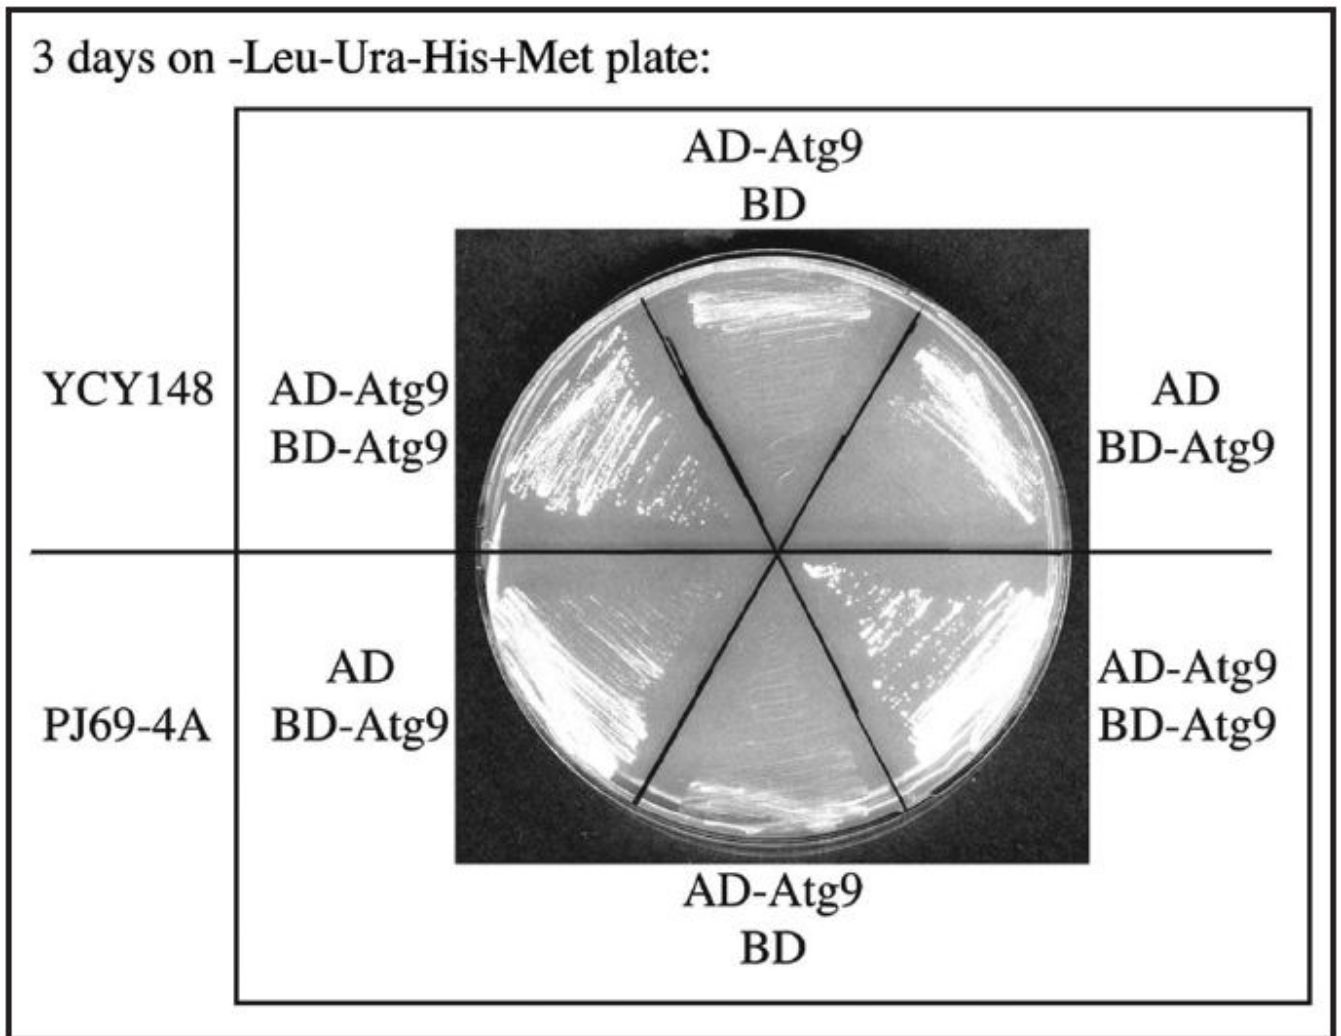 3 days on -Leu-Ura-His+Met plate:
AD-Atg9
BD
YCY148
AD-Atg9
BD-Atg9
AD
BD-Atg9
PJ69-4A
AD
BD-Atg9
AD-Atg9
BD-Atg9
AD-Atg9
BD